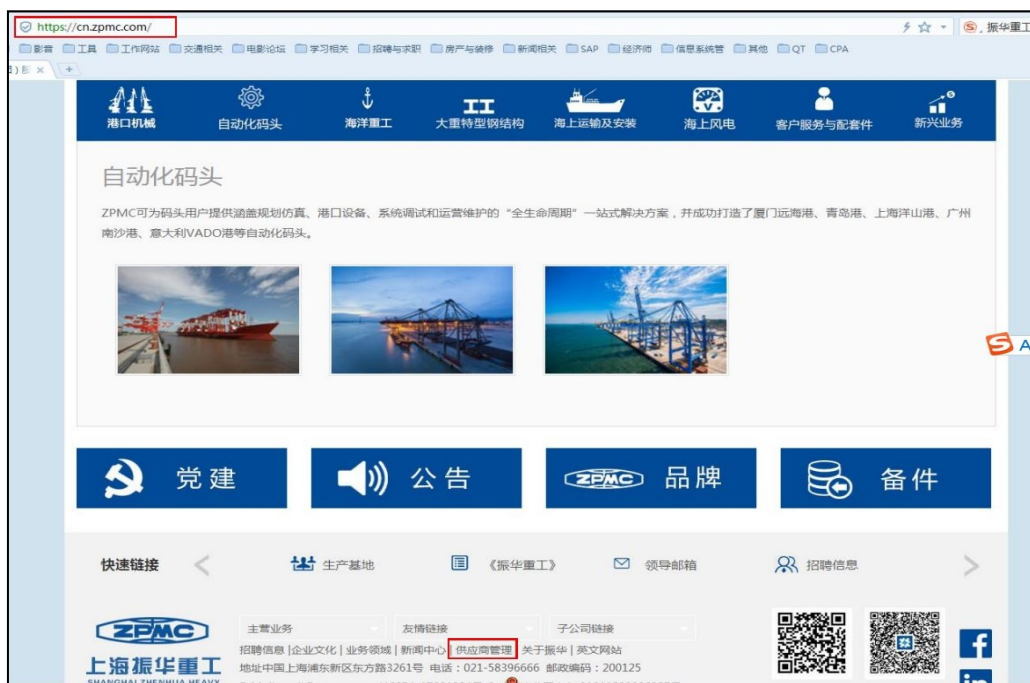 https://cn.zpmc.com/
振华重工
影音 工具 工作网站 交通相关 电影论坛 学习相关 招聘与求职 房产与装修 新闻相关 SAP 经济师 信息系统管 其他 QT CPA
港口机械 自动化码头 海洋重工 大重特型钢结构 海上运输及安装 海上风电 客户服务与配套件 新兴业务
自动化码头
ZPMC可为码头用户提供涵盖规划仿真、港口设备、系统调试和运营维护的“全生命周期”一站式解决方案，并成功打造了厦门远海港、青岛港、上海洋山港、广州
南沙港、意大利VADO港等自动化码头。
党建 公告 ZPMC 品牌 备件
快速链接 生产基地 《振华重工》 领导邮箱 招聘信息
ZPMC
主营业务 友情链接 子公司链接
招聘信息 |企业文化 | 业务领域 | 新闻中心 | 供应商管理 | 关于振华 | 英文网站
上海振华重工
地址中国上海浦东新区东方路3261号 电话：021-58396666 邮政编码：200125
SHANGHAI ZHENHUA HEAVY